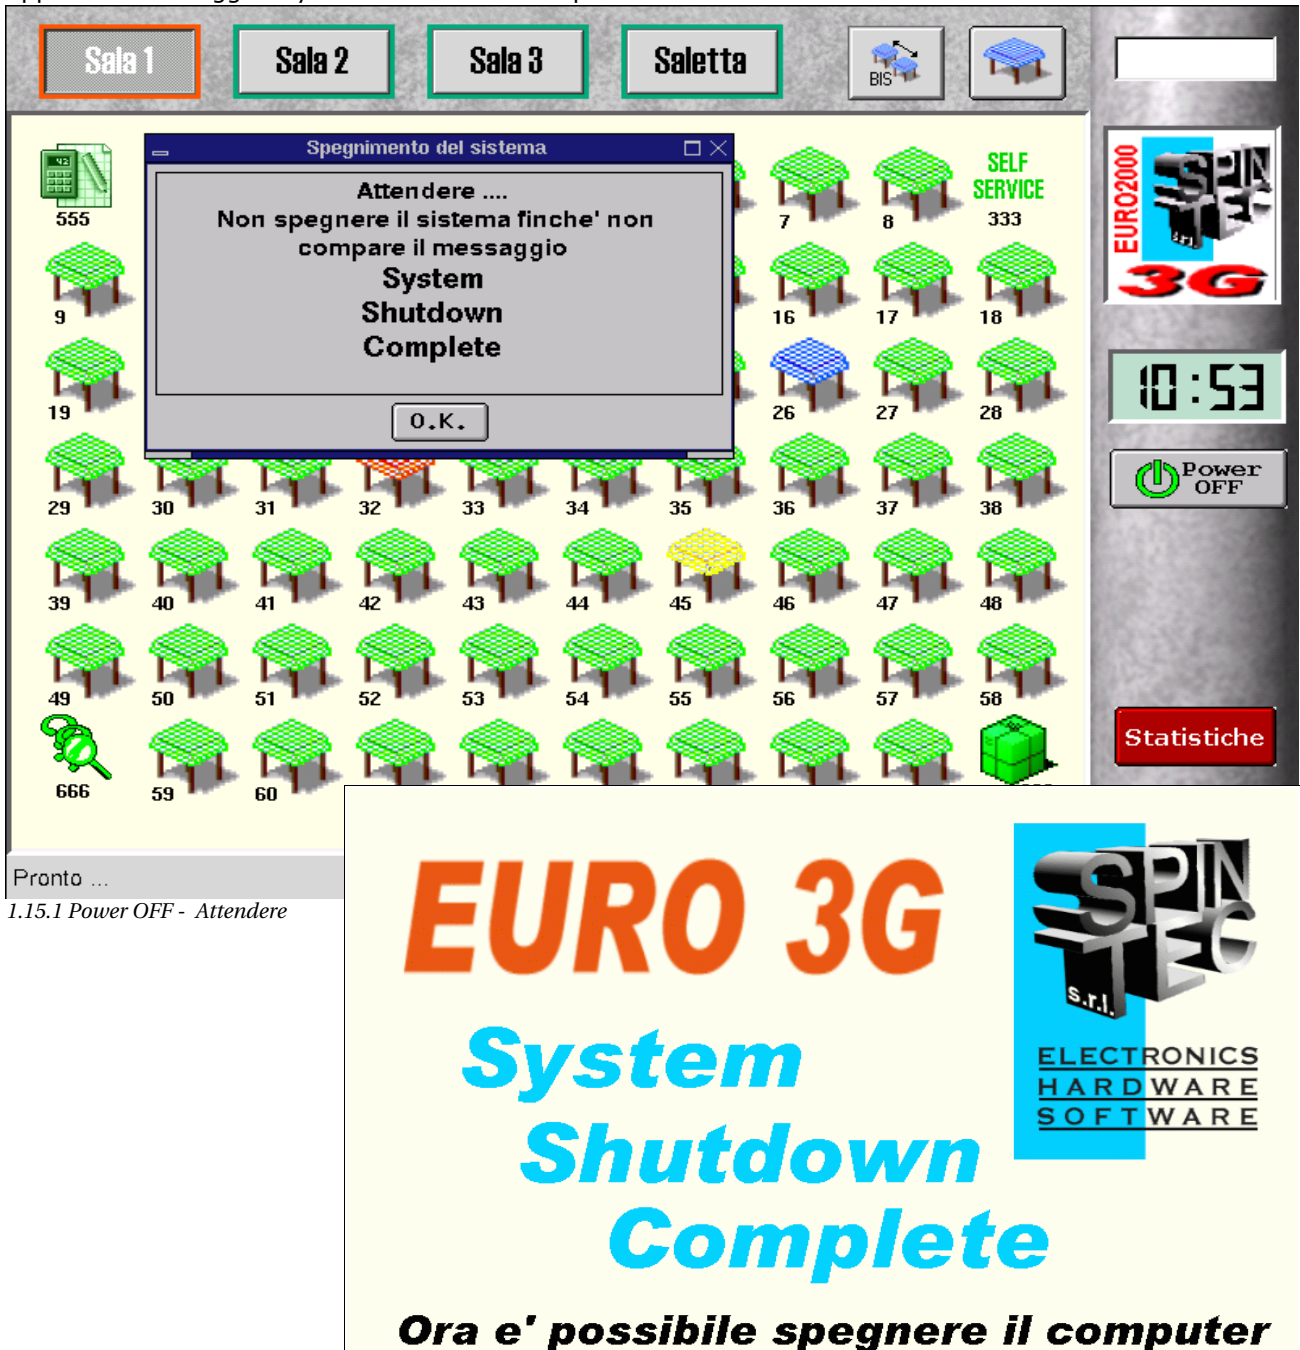 Sala 1 Sala 2 Sala 3 Saletta BIS
EURO2000
SPIN
TEC
s.r.l.
3G
Spegnimento del sistema
Attendere ....
Non spegnere il sistema finche' non
compare il messaggio
System
Shutdown
Complete
O.K.
SELF
SERVICE
555 7 8 333
9 16 17 18
10:53
19 26 27 28
Power
OFF
29 30 31 32 33 34 35 36 37 38
39 40 41 42 43 44 45 46 47 48
49 50 51 52 53 54 55 56 57 58
Statistiche
666 59 60
Pronto ...
1.15.1 Power OFF - Attendere
EURO 3G
SPIN
TEC
s.r.l.
ELECTRONICS
HARDWARE
SOFTWARE
System
Shutdown
Complete
Ora e' possibile spegnere il computer